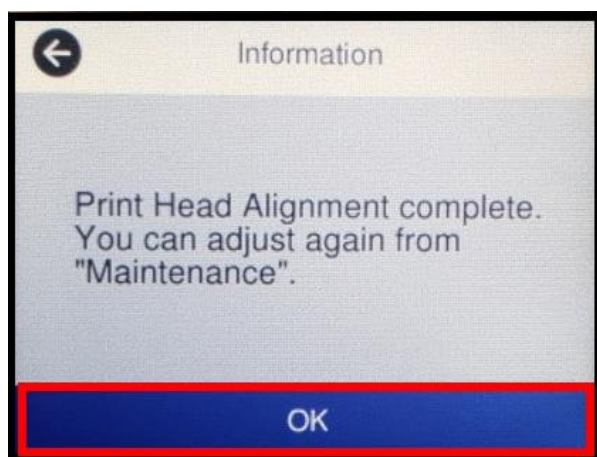 Information
Print Head Alignment complete.
You can adjust again from
"Maintenance".
OK